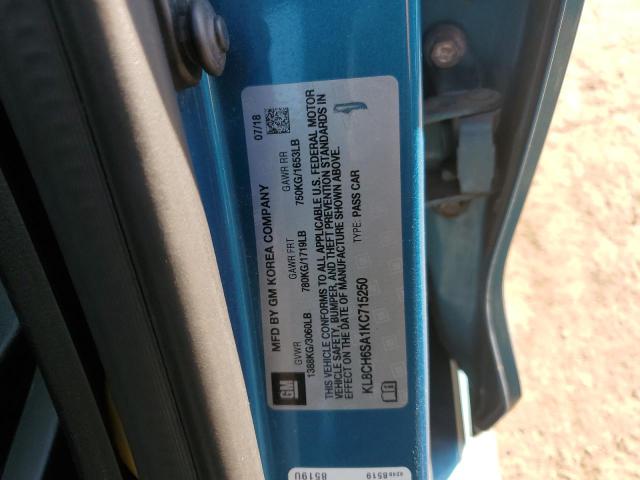 MFD BY GM KOREA COMPANY 07/18
GVWR GAWR FRT GAWR RR
1388KG/3060LB 780KG/1719LB 750KG/1653LB
THIS VEHICLE CONFORMS TO ALL APPLICABLE U.S. FEDERAL MOTOR
VEHICLE SAFETY, BUMPER, AND THEFT PREVENTION STANDARDS IN
EFFECT ON THE DATE OF MANUFACTURE SHOWN ABOVE.
KL8CH6SA1KC715250 TYPE: PASS CAR
GM
8519
8519U